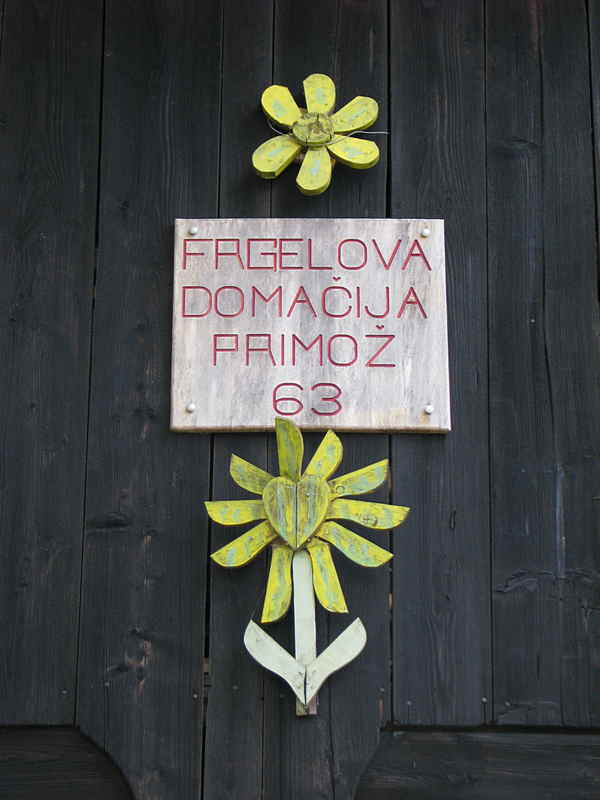 FRGELOVA
DOMAČIJA
PRIMOŽ
63